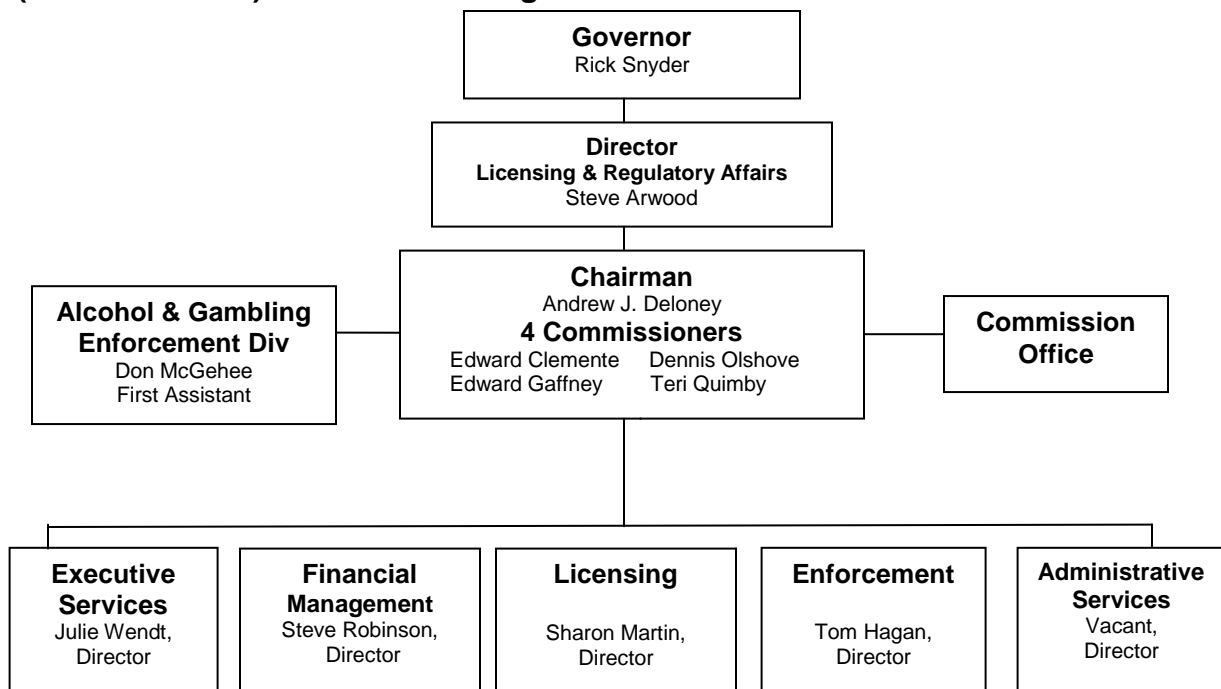 Governor
Rick Snyder
Director
Licensing & Regulatory Affairs
Steve Arwood
Chairman
Andrew J. Deloney
4 Commissioners
Edward Clemente Dennis Olshove
Edward Gaffney Teri Quimby
Alcohol & Gambling
Enforcement Div
Don McGehee
First Assistant
Commission
Office
Executive
Services
Julie Wendt,
Director
Financial
Management
Steve Robinson,
Director
Licensing
Sharon Martin,
Director
Enforcement
Tom Hagan,
Director
Administrative
Services
Vacant,
Director